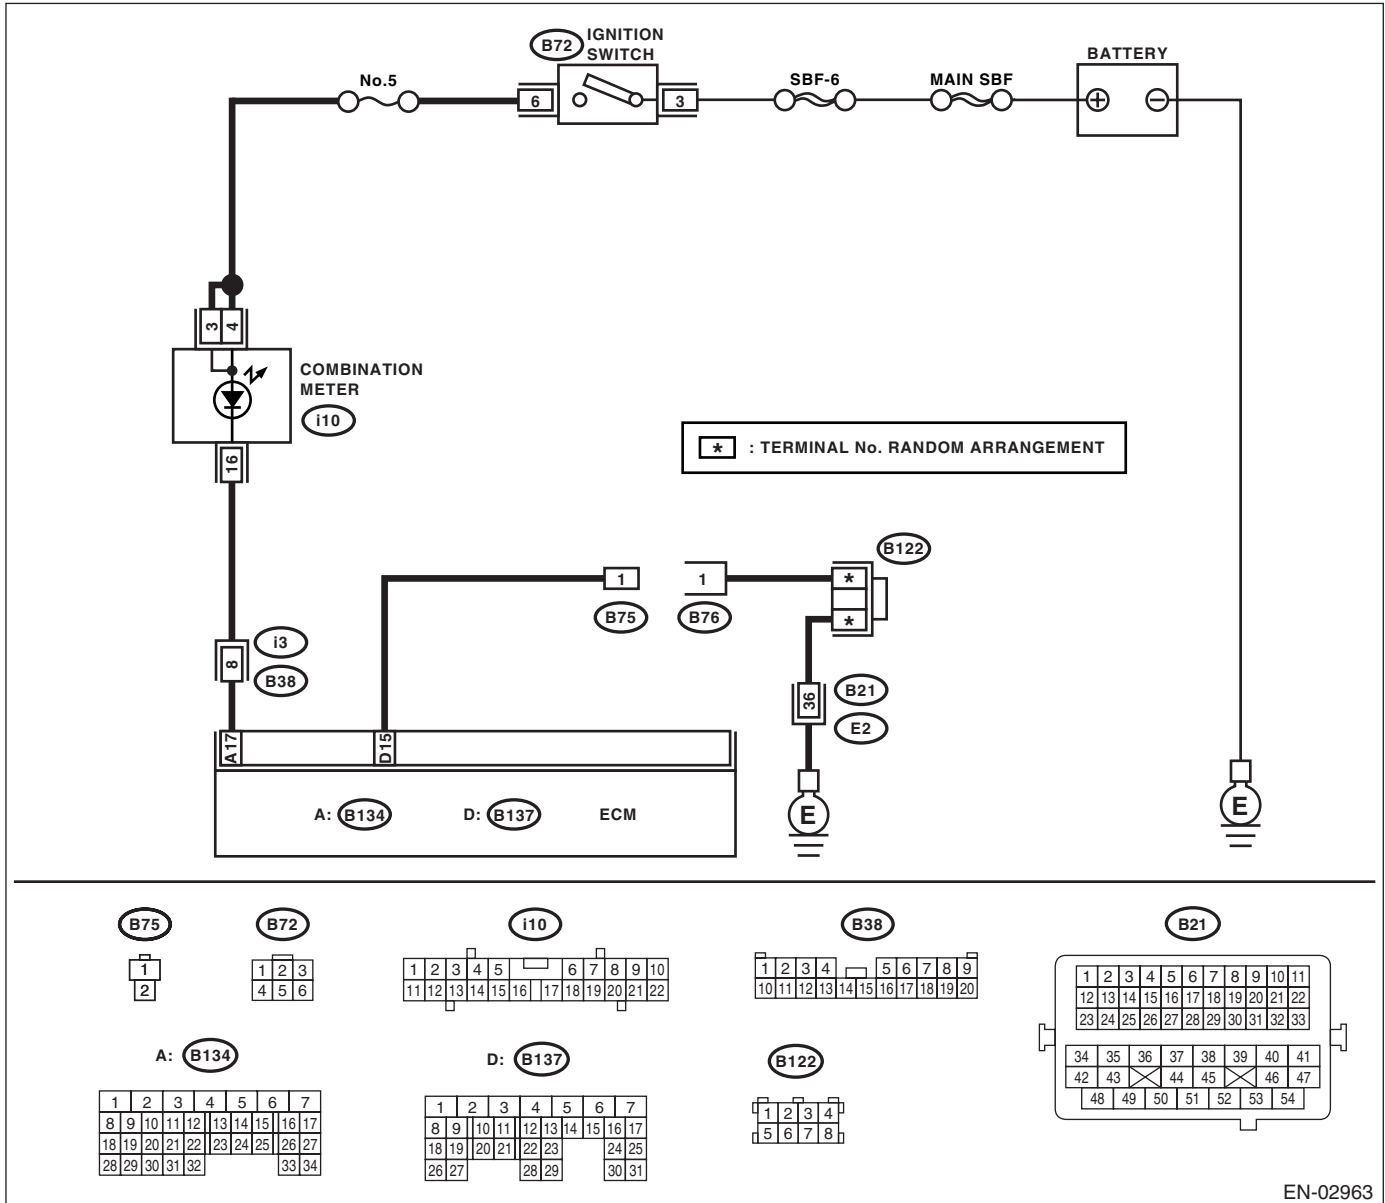 B72 IGNITION
SWITCH
BATTERY
No.5
SBF-6
MAIN SBF
6
3
+ −
3 4
COMBINATION
METER
i10
16
* : TERMINAL No. RANDOM ARRANGEMENT
B122
1
1
*
B75
B76
*
i3
8
B38
B21
36
E2
A17
D15
A: B134 D: B137 ECM
E
E
B75
B72
i10
B38
B21
1
2
1 2 3
4 5 6
1 2 3 4 5 6 7 8 9 10
11 12 13 14 15 16 17 18 19 20 21 22
1 2 3 4 5 6 7 8 9
10 11 12 13 14 15 16 17 18 19 20
1 2 3 4 5 6 7 8 9 10 11
12 13 14 15 16 17 18 19 20 21 22
23 24 25 26 27 28 29 30 31 32 33
34 35 36 37 38 39 40 41
42 43 44 45 46 47
48 49 50 51 52 53 54
A: B134
D: B137
B122
1 2 3 4 5 6 7
8 9 10 11 12 13 14 15 16 17
18 19 20 21 22 23 24 25 26 27
28 29 30 31 32 33 34
1 2 3 4 5 6 7
8 9 10 11 12 13 14 15 16 17
18 19 20 21 22 23 24 25
26 27 28 29 30 31
1 2 3 4
5 6 7 8
EN-02963